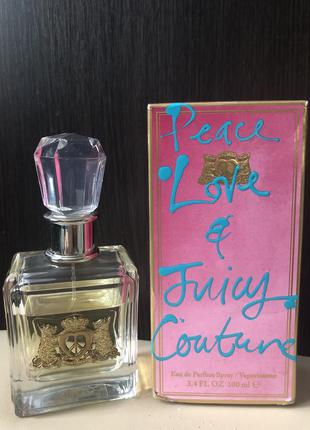 Peace
Love
&
Juicy
Couture
Eau de Parfum Spray / Vaporisateur
3.4 FL. OZ. 100 ml ℮